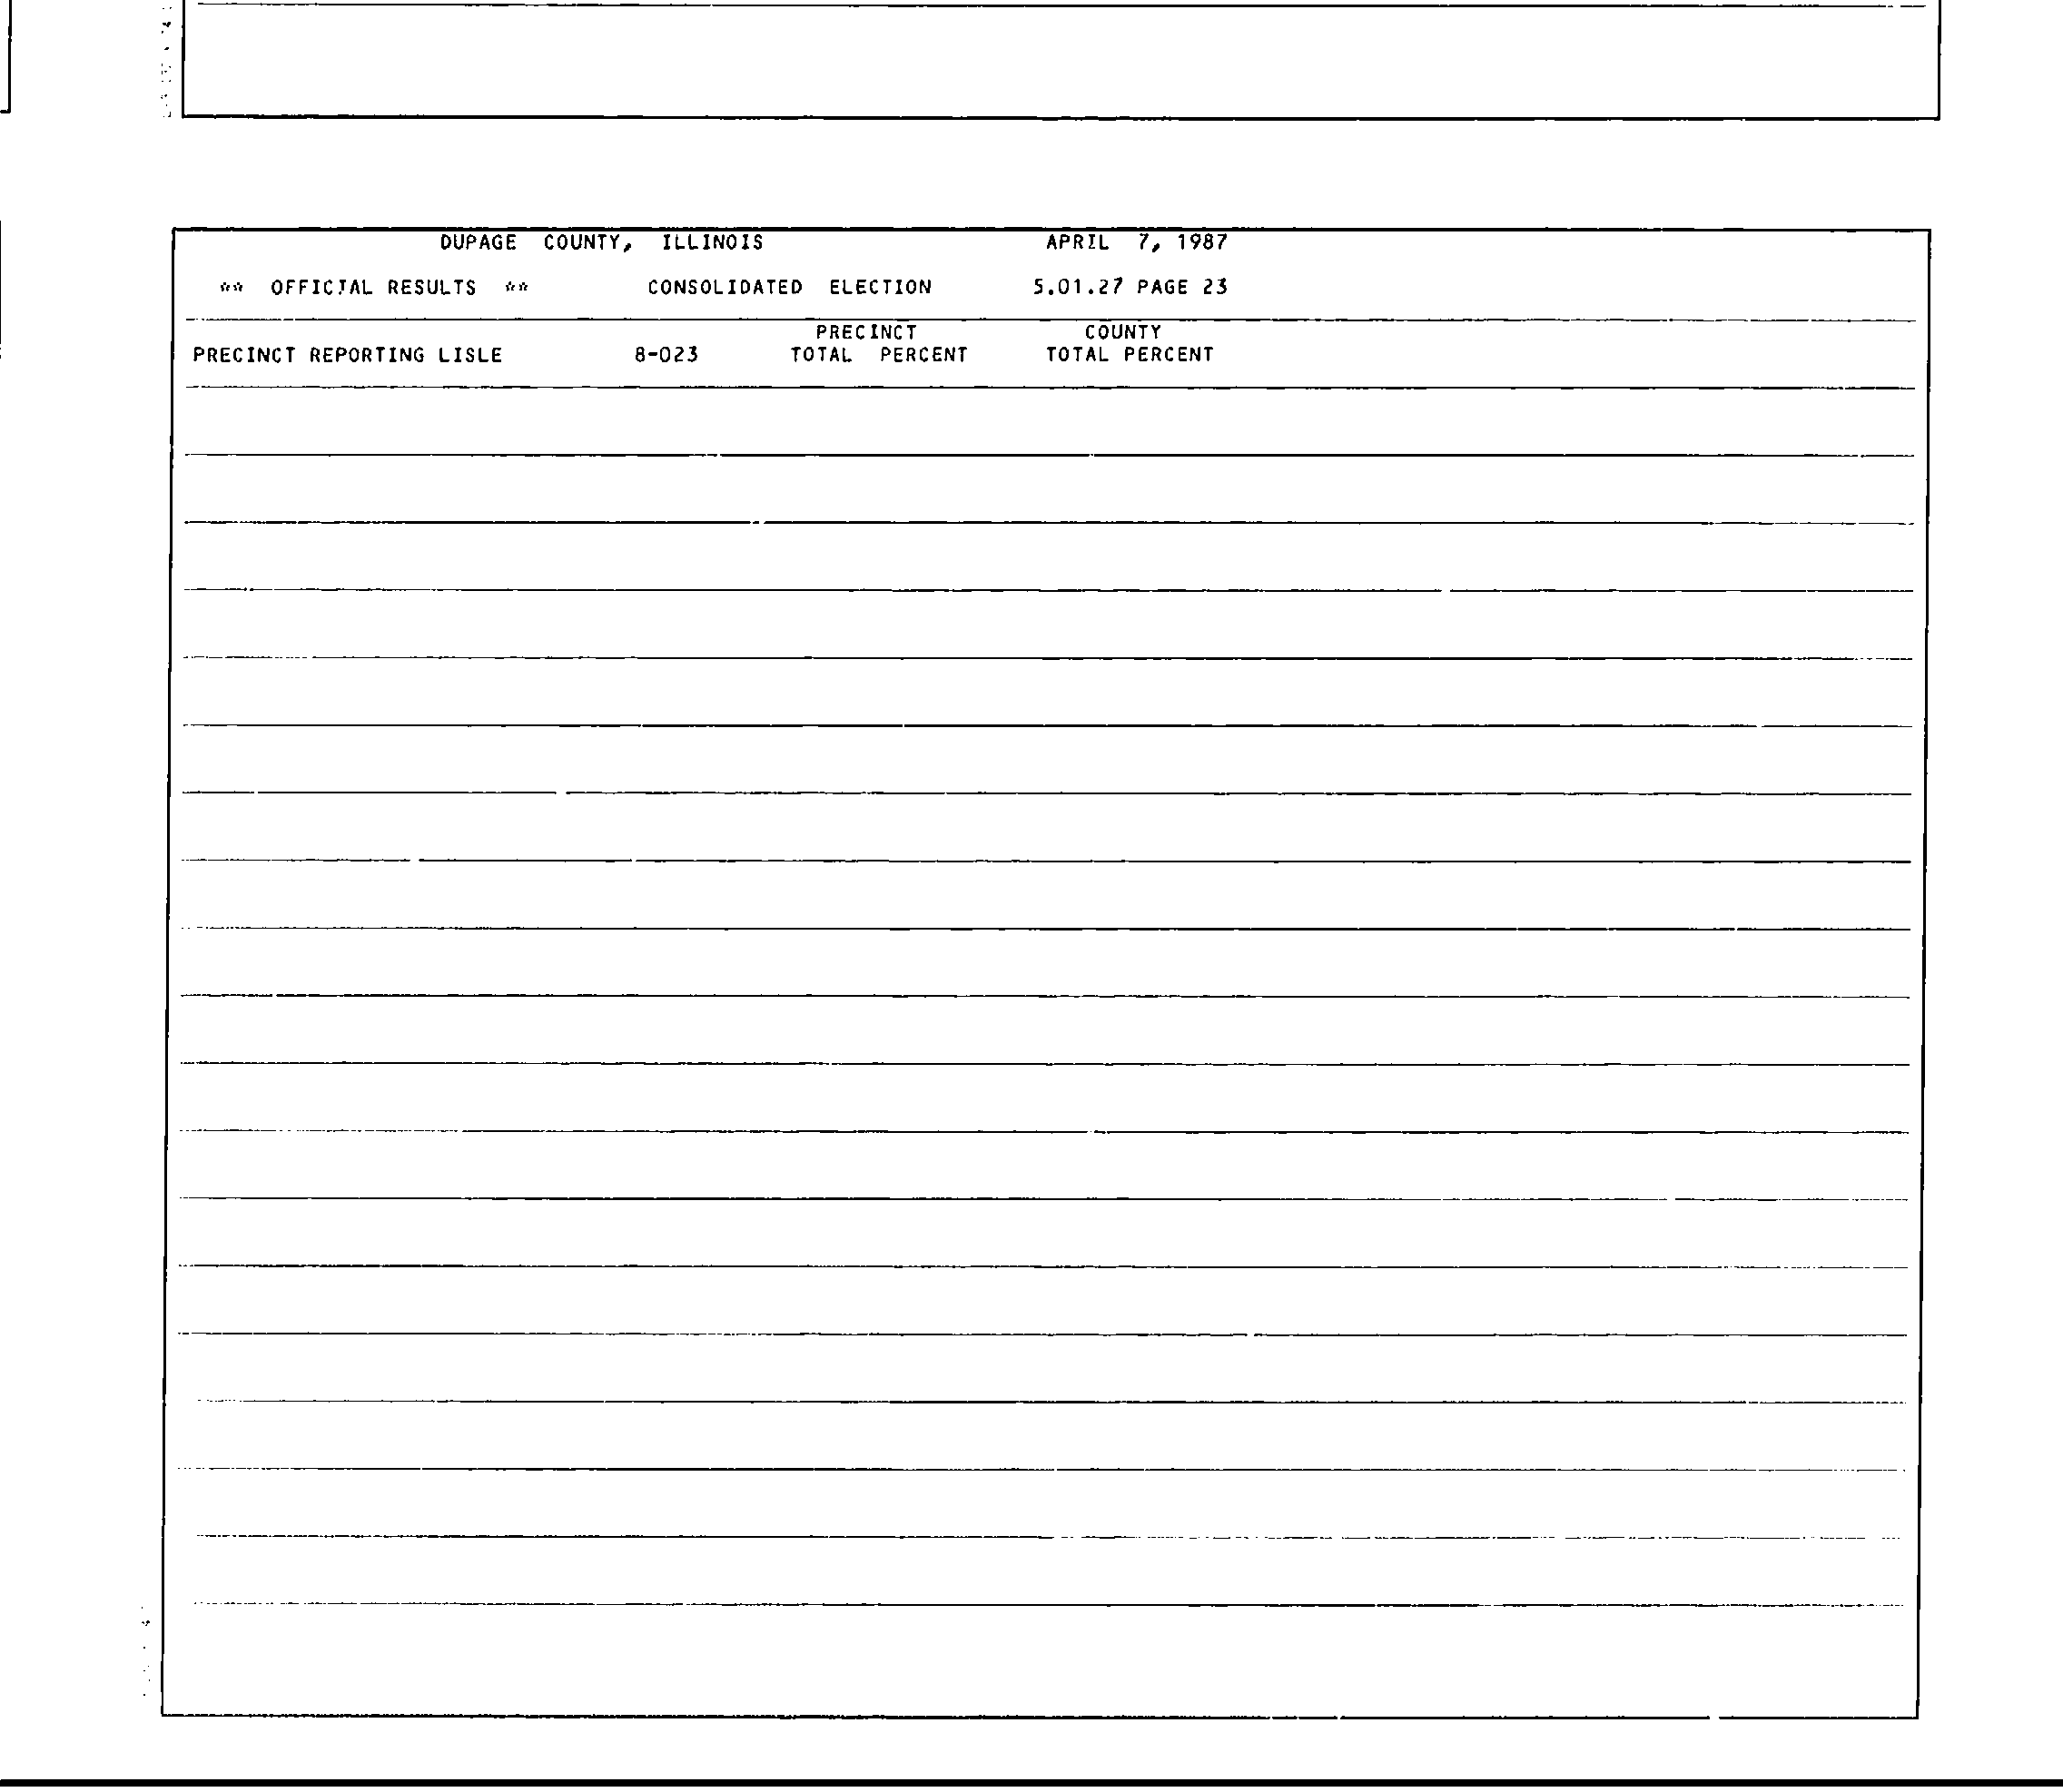 DUPAGE COUNTY, ILLINOIS APRIL 7, 1987
** OFFICIAL RESULTS ** CONSOLIDATED ELECTION 5.01.27 PAGE 23
PRECINCT COUNTY
PRECINCT REPORTING LISLE 8-023 TOTAL PERCENT TOTAL PERCENT